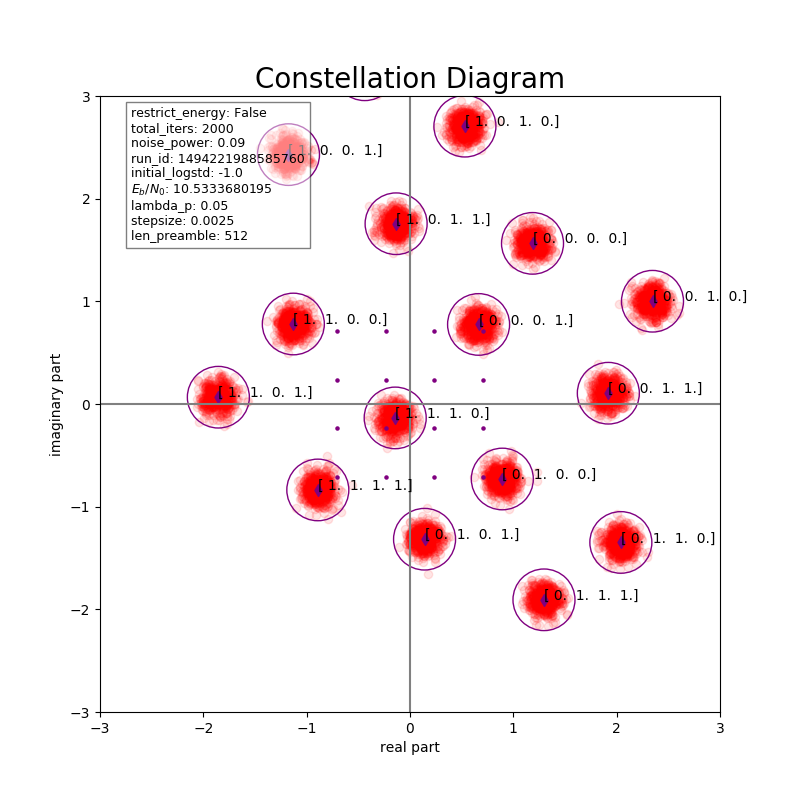 Constellation Diagram
restrict_energy: False
total_iters: 2000
noise_power: 0.09
run_id: 1494221988585760
initial_logstd: -1.0
E_b/N_0: 10.5333680195
lambda_p: 0.05
stepsize: 0.0025
len_preamble: 512
[ 1. 0. 1. 0.]
0. 0. 1.]
[ 1. 0. 1. 1.]
[ 0. 0. 0. 0.]
[ 0. 0. 1. 0.]
[ 1. 1. 0. 0.]
[ 0. 0. 0. 1.]
[ 1. 1. 0. 1.]
[ 0. 0. 1. 1.]
[ 1. 1. 1. 0.]
[ 1. 1. 1. 1.]
[ 0. 1. 0. 0.]
[ 0. 1. 0. 1.]
[ 0. 1. 1. 0.]
[ 0. 1. 1. 1.]
3
2
1
0
−1
−2
−3
imaginary part
−3 −2 −1 0 1 2 3
real part